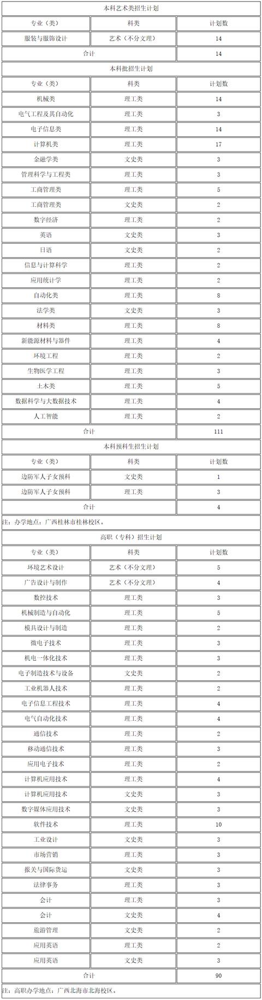 本科艺术类招生计划
专业（类） 科类 计划数
服装与服饰设计 艺术（不分文理） 14
合计 14
本科批招生计划
专业（类） 科类 计划数
机械类 理工类 14
电气工程及其自动化 理工类 3
电子信息类 理工类 14
计算机类 理工类 17
金融学类 文史类 3
管理科学与工程类 理工类 3
工商管理类 理工类 5
工商管理类 文史类 2
数字经济 理工类 2
英语 文史类 3
日语 文史类 2
信息与计算科学 理工类 2
应用统计学 理工类 2
自动化类 理工类 8
法学类 文史类 3
材料类 理工类 8
新能源材料与器件 理工类 4
环境工程 理工类 2
生物医学工程 理工类 3
土木类 理工类 5
数据科学与大数据技术 理工类 4
人工智能 理工类 2
合计 111
本科预科生招生计划
专业（类） 科类 计划数
边防军人子女预科 文史类 1
边防军人子女预科 理工类 3
合计 4
注：办学地点：广西桂林市桂林校区。
高职（专科）招生计划
专业（类） 科类 计划数
环境艺术设计 艺术（不分文理） 5
广告设计与制作 艺术（不分文理） 4
数控技术 理工类 3
机械制造与自动化 理工类 5
模具设计与制造 理工类 2
微电子技术 理工类 3
机电一体化技术 理工类 3
电子制造技术与设备 文史类 2
工业机器人技术 理工类 2
电子信息工程技术 理工类 4
电气自动化技术 理工类 4
通信技术 理工类 2
移动通信技术 理工类 3
应用电子技术 理工类 2
计算机应用技术 理工类 4
计算机应用技术 文史类 3
数字媒体应用技术 文史类 3
软件技术 理工类 10
工业设计 文史类 3
市场营销 理工类 3
报关与国际货运 文史类 3
法律事务 理工类 3
会计 理工类 3
会计 文史类 4
旅游管理 文史类 2
应用英语 理工类 2
应用英语 文史类 3
合计 90
注：高职办学地点：广西北海市北海校区。